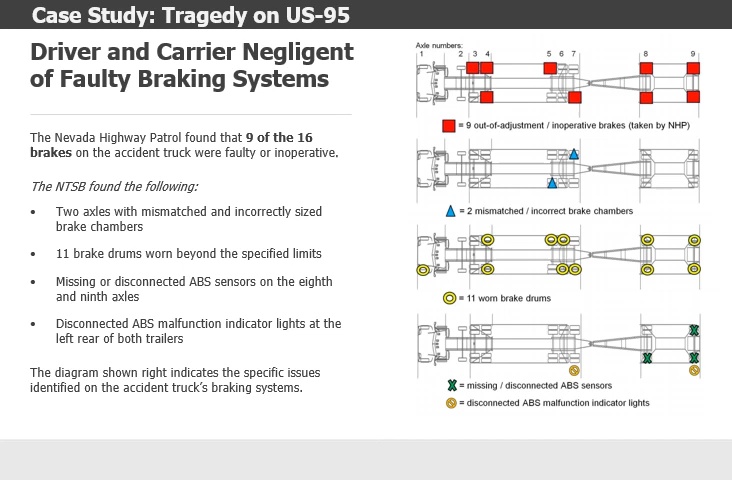 Case Study: Tragedy on US-95
Driver and Carrier Negligent
of Faulty Braking Systems
The Nevada Highway Patrol found that 9 of the 16
brakes on the accident truck were faulty or inoperative.
The NTSB found the following:
• Two axles with mismatched and incorrectly sized
brake chambers
• 11 brake drums worn beyond the specified limits
• Missing or disconnected ABS sensors on the eighth
and ninth axles
• Disconnected ABS malfunction indicator lights at the
left rear of both trailers
The diagram shown right indicates the specific issues
identified on the accident truck's braking systems.
Axle numbers:
1 2 3 4 5 6 7 8 9
= 9 out-of-adjustment / inoperative brakes (taken by NHP)
= 2 mismatched / incorrect brake chambers
= 11 worn brake drums
= missing / disconnected ABS sensors
= disconnected ABS malfunction indicator lights